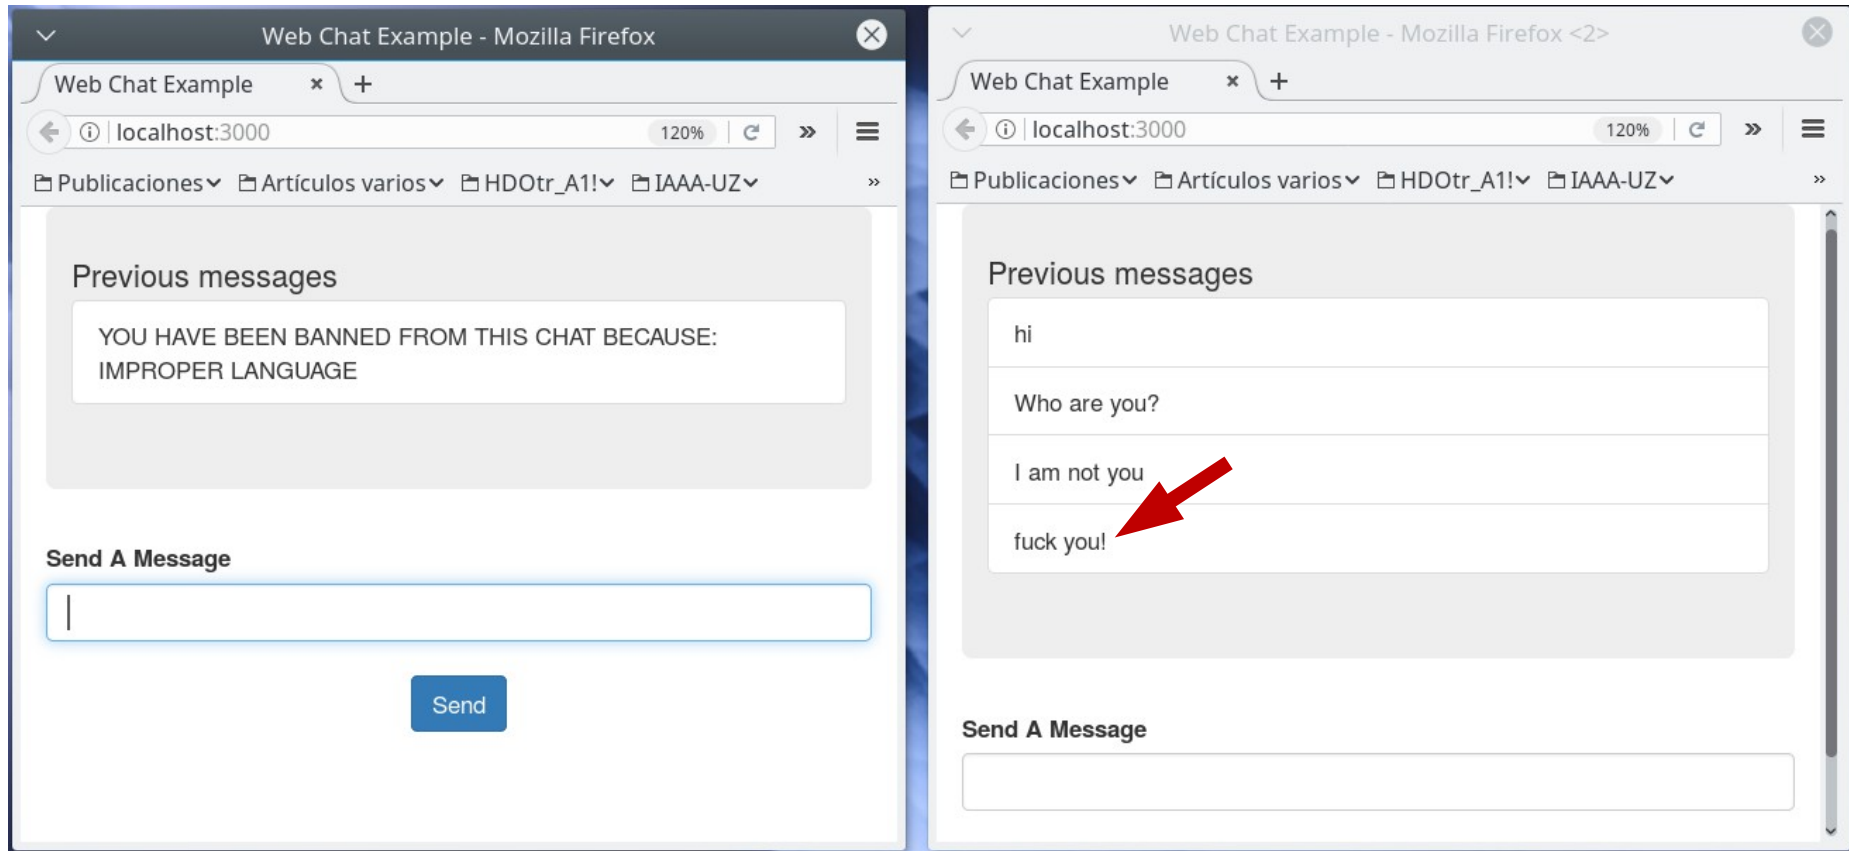 Web Chat Example - Mozilla Firefox
Web Chat Example
localhost:3000
120%
Publicaciones
Artículos varios
HDOtr_A1!
IAAA-UZ
Previous messages
YOU HAVE BEEN BANNED FROM THIS CHAT BECAUSE:
IMPROPER LANGUAGE
Send A Message
Send
Web Chat Example - Mozilla Firefox <2>
Web Chat Example
localhost:3000
120%
Publicaciones
Artículos varios
HDOtr_A1!
IAAA-UZ
Previous messages
hi
Who are you?
I am not you
fuck you!
Send A Message